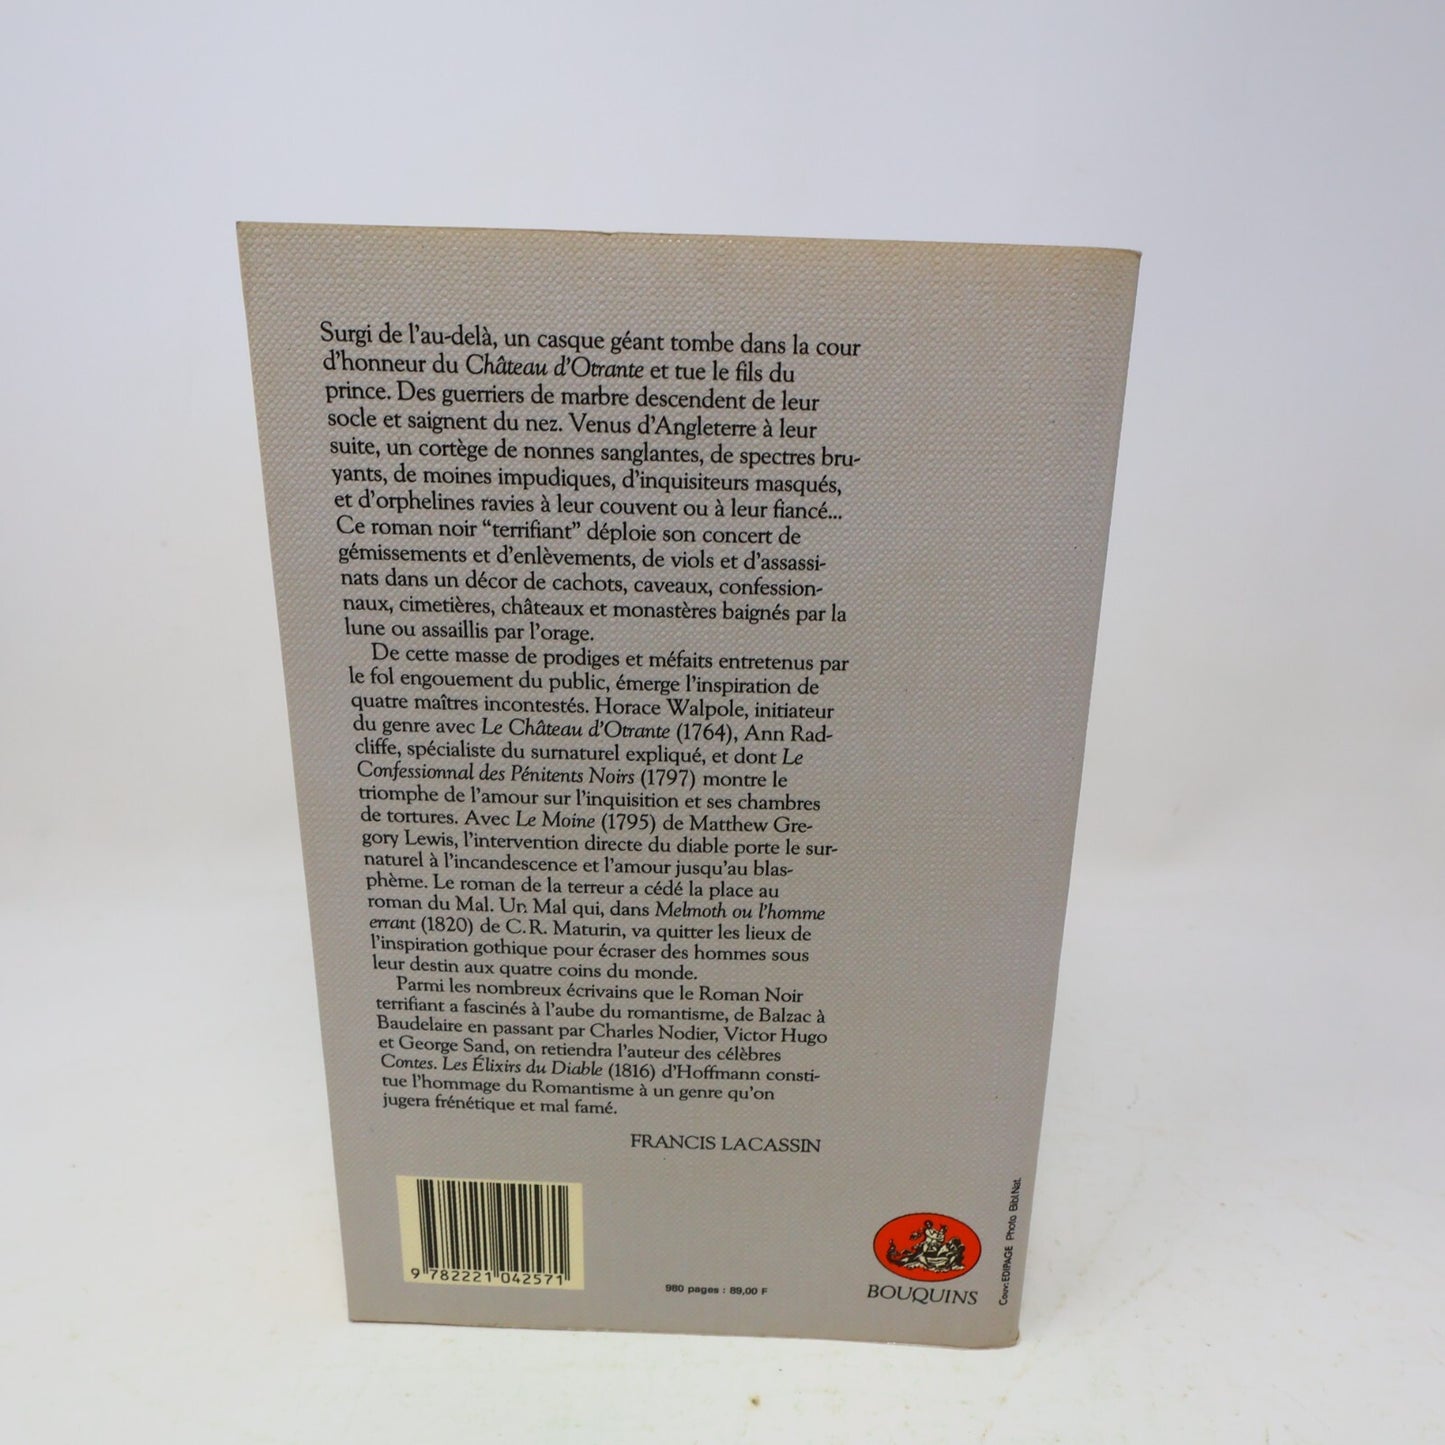 Surgi de l'au-delà, un casque géant tombe dans la cour
d'honneur du Château d'Otrante et tue le fils du
prince. Des guerriers de marbre descendent de leur
socle et saignent du nez. Venus d'Angleterre à leur
suite, un cortège de nonnes sanglantes, de spectres bru-
yants, de moines impudiques, d'inquisiteurs masqués,
et d'orphelines ravies à leur couvent ou à leur fiancé...
Ce roman noir “terrifiant” déploie son concert de
gémissements et d'enlèvements, de viols et d'assassi-
nats dans un décor de cachots, caveaux, confession-
naux, cimetières, châteaux et monastères baignés par la
lune ou assaillis par l'orage.
De cette masse de prodiges et méfaits entretenus par
le fol engouement du public, émerge l'inspiration de
quatre maîtres incontestés. Horace Walpole, initiateur
du genre avec Le Château d'Otrante (1764), Ann Rad-
cliffe, spécialiste du surnaturel expliqué, et dont Le
Confessionnal des Pénitents Noirs (1797) montre le
triomphe de l'amour sur l'inquisition et ses chambres
de tortures. Avec Le Moine (1795) de Matthew Gre-
gory Lewis, l'intervention directe du diable porte le sur-
naturel à l'incandescence et l'amour jusqu'au blas-
phème. Le roman de la terreur a cédé la place au
roman du Mal. Un Mal qui, dans Melmoth ou l'homme
errant (1820) de C.R. Maturin, va quitter les lieux de
l'inspiration gothique pour écraser des hommes sous
leur destin aux quatre coins du monde.
Parmi les nombreux écrivains que le Roman Noir
terrifiant a fascinés à l'aube du romantisme, de Balzac à
Baudelaire en passant par Charles Nodier, Victor Hugo
et George Sand, on retiendra l'auteur des célèbres
Contes. Les Élixirs du Diable (1816) d'Hoffmann consti-
tue l'hommage du Romantisme à un genre qu'on
jugera frénétique et mal famé.
FRANCIS LACASSIN
9 782221 042571
980 pages : 89,00 F
BOUQUINS
Couv: EDIPAGE Photo Bibl.Nat.